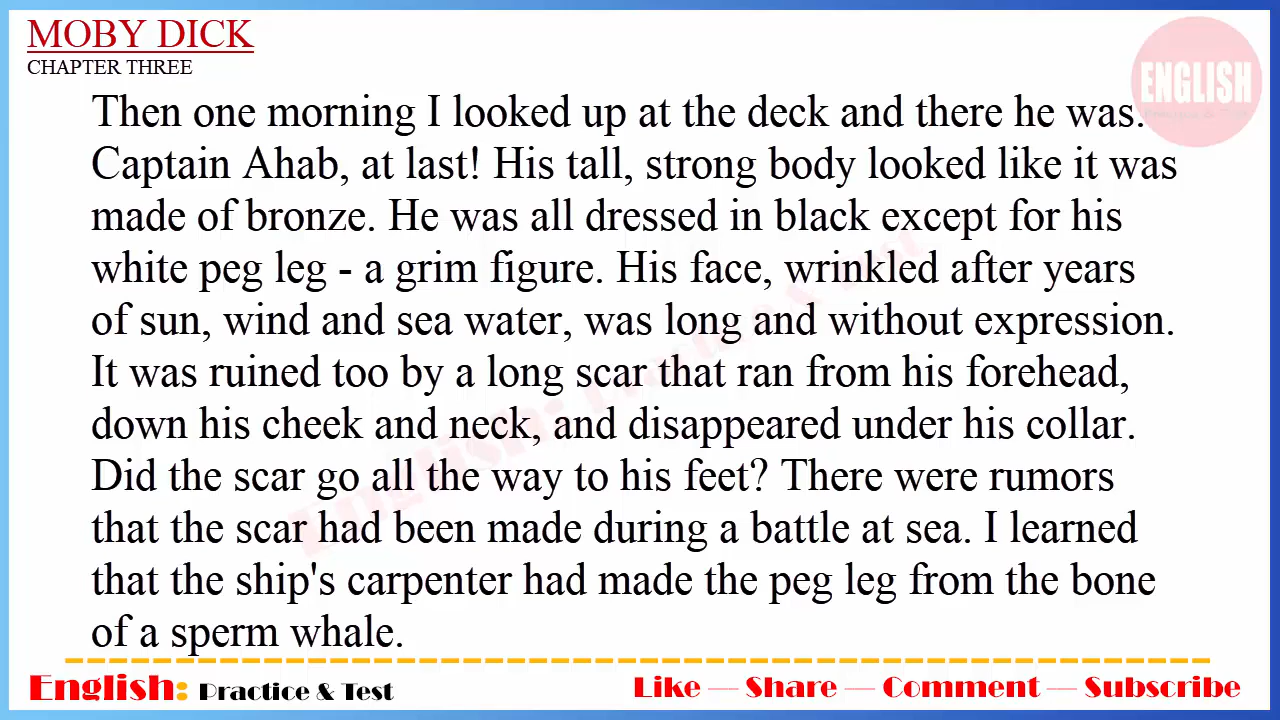 MOBY DICK
CHAPTER THREE
ENGLISH
Then one morning I looked up at the deck and there he was.
Captain Ahab, at last! His tall, strong body looked like it was
made of bronze. He was all dressed in black except for his
white peg leg - a grim figure. His face, wrinkled after years
of sun, wind and sea water, was long and without expression.
It was ruined too by a long scar that ran from his forehead,
down his cheek and neck, and disappeared under his collar.
Did the scar go all the way to his feet? There were rumors
that the scar had been made during a battle at sea. I learned
that the ship's carpenter had made the peg leg from the bone
of a sperm whale.
English: Practice & Test
Like — Share — Comment — Subscribe